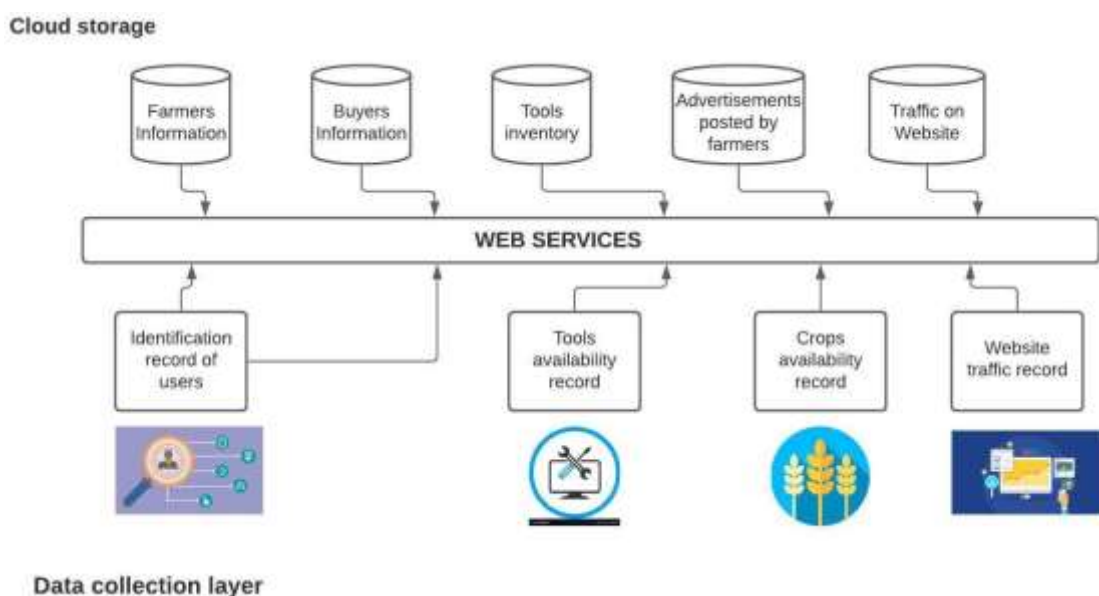 Cloud storage
Farmers
Information
Buyers
Information
Tools
inventory
Advertisements
posted by
farmers
Traffic on
Website
WEB SERVICES
Identification
record of
users
Tools
availability
record
Crops
availability
record
Website
traffic record
Data collection layer